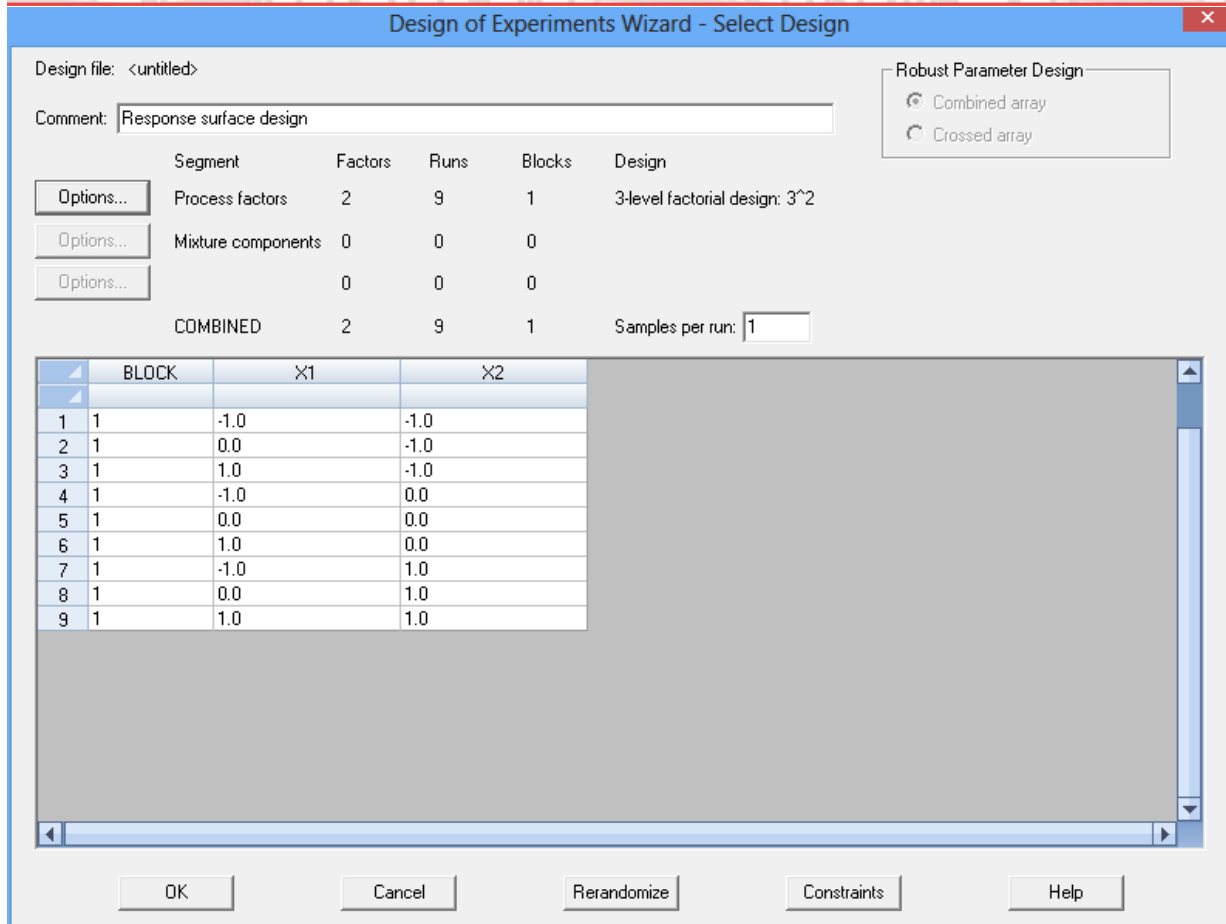 Design of Experiments Wizard - Select Design
Design file: <untitled>
Robust Parameter Design
Combined array
Crossed array
Comment: Response surface design
Segment Factors Runs Blocks Design
Options... Process factors 2 9 1 3-level factorial design: 3^2
Options... Mixture components 0 0 0
Options... 0 0 0
COMBINED 2 9 1 Samples per run: 1
BLOCK X1 X2
1 1 -1.0 -1.0
2 1 0.0 -1.0
3 1 1.0 -1.0
4 1 -1.0 0.0
5 1 0.0 0.0
6 1 1.0 0.0
7 1 -1.0 1.0
8 1 0.0 1.0
9 1 1.0 1.0
OK Cancel Rerandomize Constraints Help